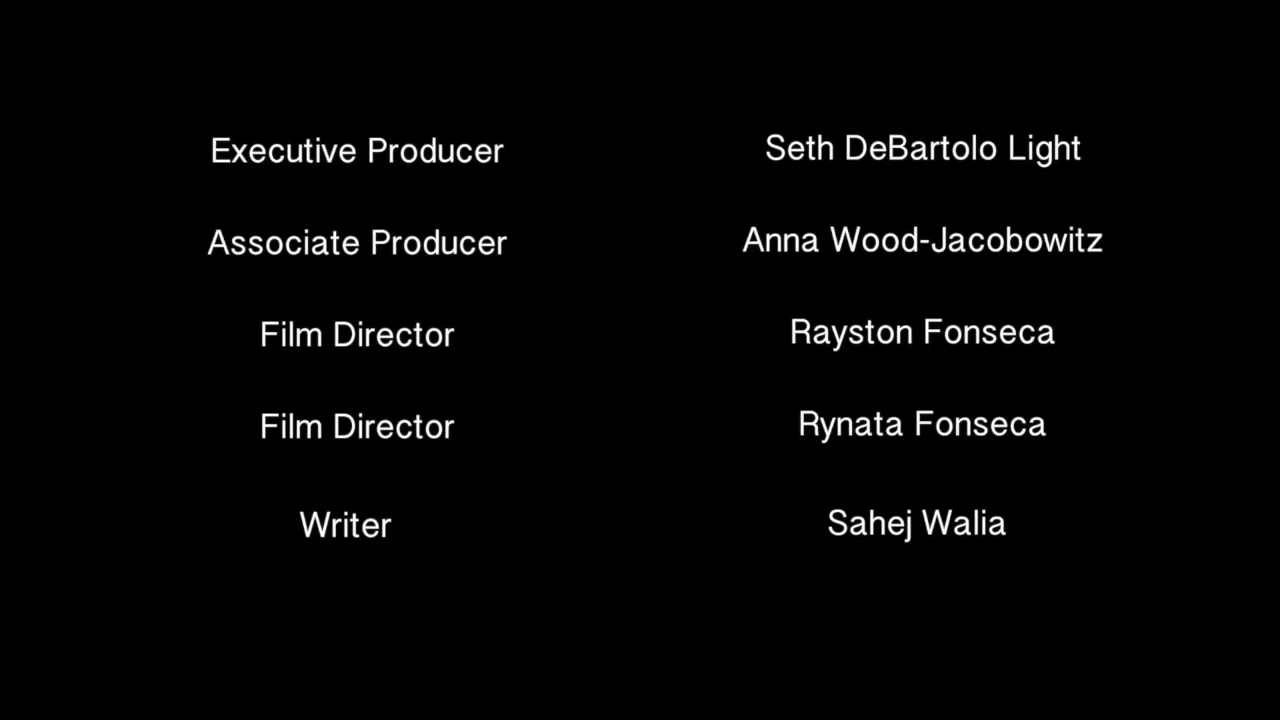 Executive Producer Seth DeBartolo Light
Associate Producer Anna Wood-Jacobowitz
Film Director Rayston Fonseca
Film Director Rynata Fonseca
Writer Sahej Walia